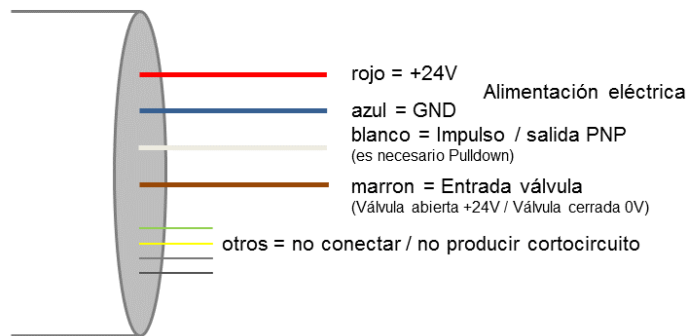 rojo = +24V
Alimentación eléctrica
azul = GND
blanco = Impulso / salida PNP
(es necesario Pulldown)
marron = Entrada válvula
(Válvula abierta +24V / Válvula cerrada 0V)
otros = no conectar / no producir cortocircuito